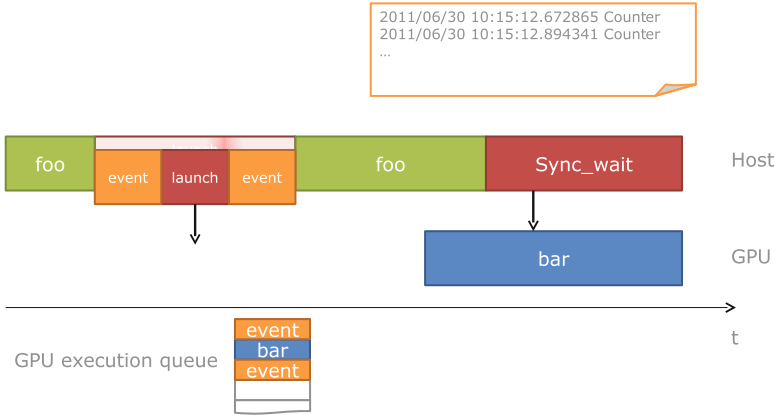 2011/06/30 10:15:12.672865 Counter
2011/06/30 10:15:12.894341 Counter
...
foo
event
launch
event
foo
Sync_wait
Host
bar
GPU
t
GPU execution queue
event
bar
event